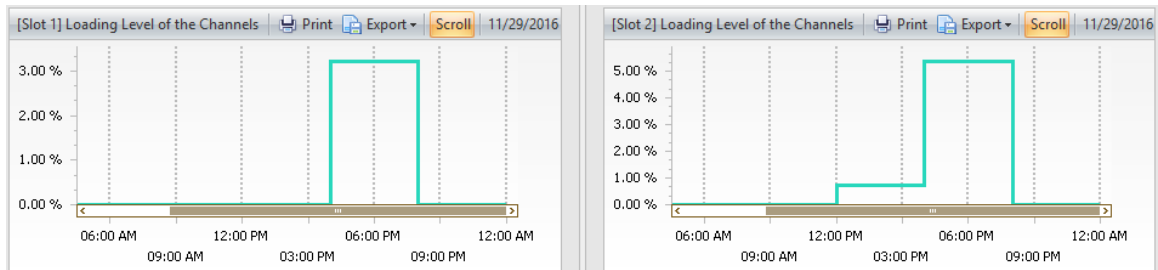 [Slot 1] Loading Level of the Channels Print Export Scroll 11/29/2016
3.00 %
2.00 %
1.00 %
0.00 %
06:00 AM 12:00 PM 06:00 PM 12:00 AM
09:00 AM 03:00 PM 09:00 PM
[Slot 2] Loading Level of the Channels Print Export Scroll 11/29/2016
5.00 %
4.00 %
3.00 %
2.00 %
1.00 %
0.00 %
06:00 AM 12:00 PM 06:00 PM 12:00 AM
09:00 AM 03:00 PM 09:00 PM